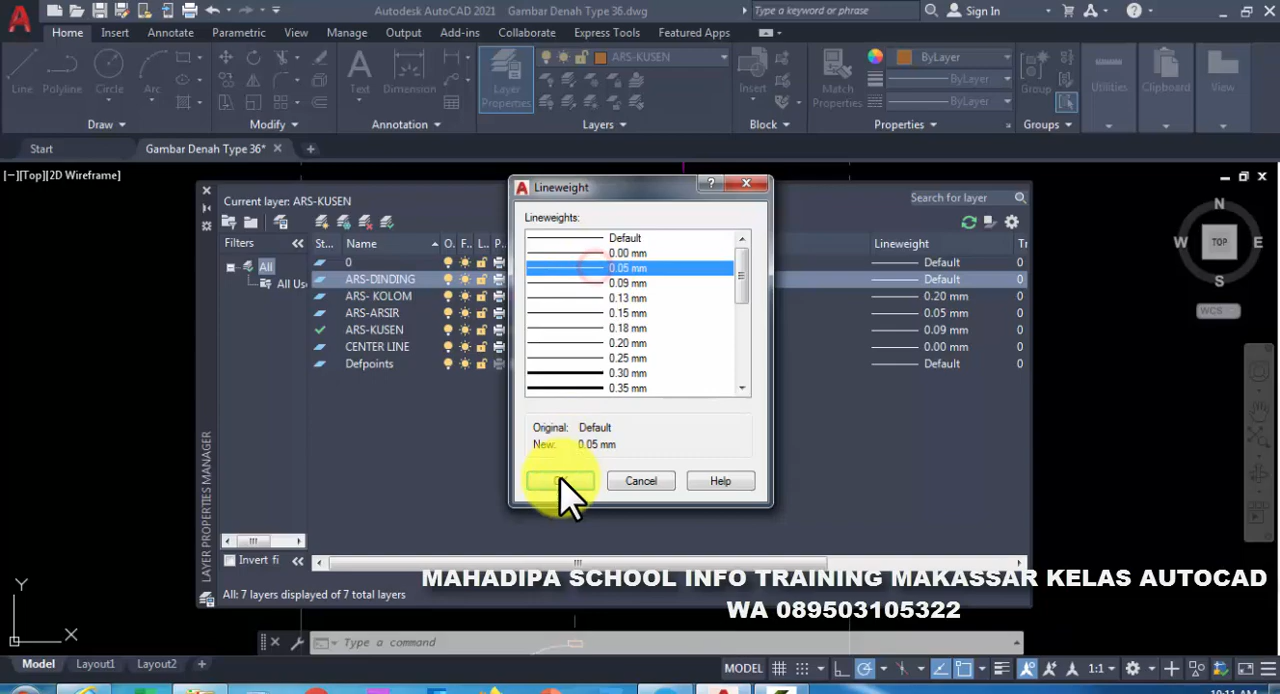 Autodesk AutoCAD 2021 Gambar Denah Type 36.dwg
Type a keyword or phrase
Sign In
Home Insert Annotate Parametric View Manage Output Add-ins Collaborate Express Tools Featured Apps
Line Polyline Circle Arc
Text Dimension
Layer Properties
ARS-KUSEN
Insert
Match Properties
ByLayer
ByLayer
ByLayer
Group
Utilities
Clipboard
View
Draw Modify Annotation Layers Block Properties Groups
Start Gambar Denah Type 36*
[−][Top][2D Wireframe]
Lineweight
Current layer: ARS-KUSEN
Search for layer
Lineweights:
Filters
St... Name O. F... L... P...
Lineweight Tr
All
All Us
0 Default 0
ARS-DINDING Default 0
ARS- KOLOM 0.20 mm 0
ARS-ARSIR 0.05 mm 0
ARS-KUSEN 0.09 mm 0
CENTER LINE 0.00 mm 0
Defpoints Default 0
Default
0.00 mm
0.05 mm
0.09 mm
0.13 mm
0.15 mm
0.18 mm
0.20 mm
0.25 mm
0.30 mm
0.35 mm
Original: Default
New: 0.05 mm
Cancel Help
N
W TOP E
S
WCS
LAYER PROPERTIES MANAGER
Invert fi
All: 7 layers displayed of 7 total layers
MAHADIPA SCHOOL INFO TRAINING MAKASSAR KELAS AUTOCAD
WA 089503105322
Y
X
Type a command
Model Layout1 Layout2 +
MODEL
1:1